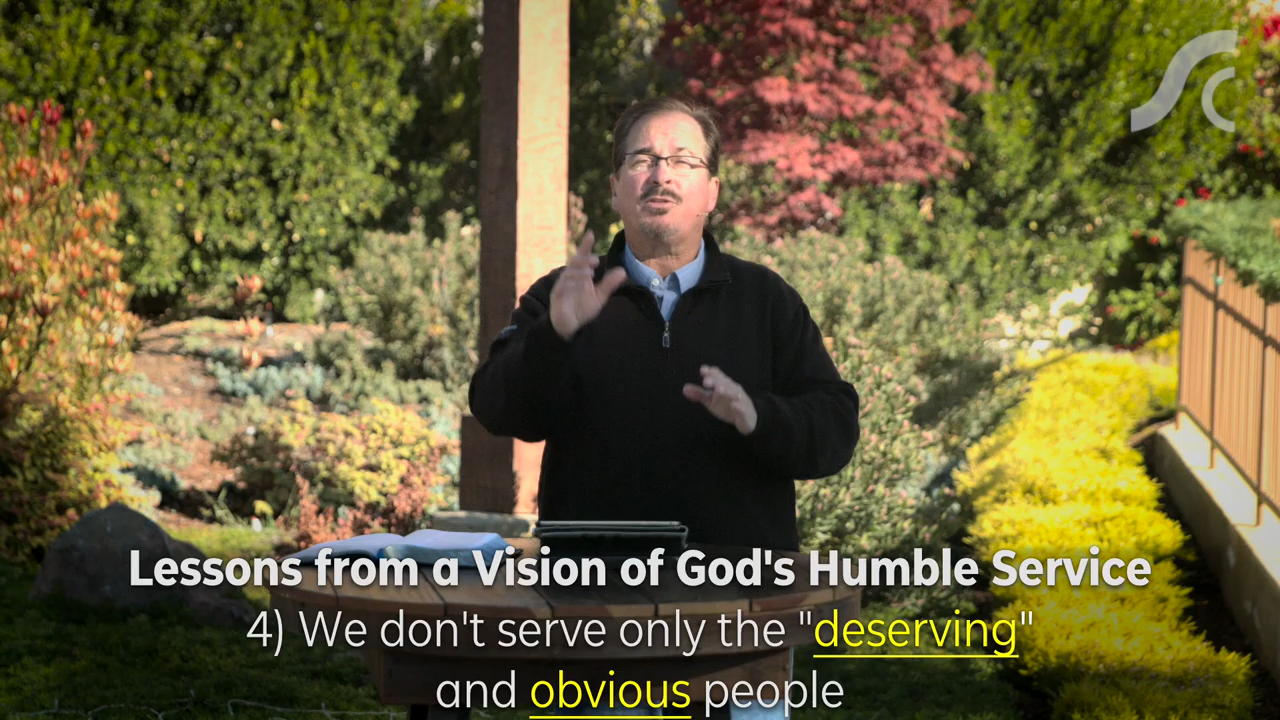 Lessons from a Vision of God's Humble Service
4) We don't serve only the "deserving"
and obvious people